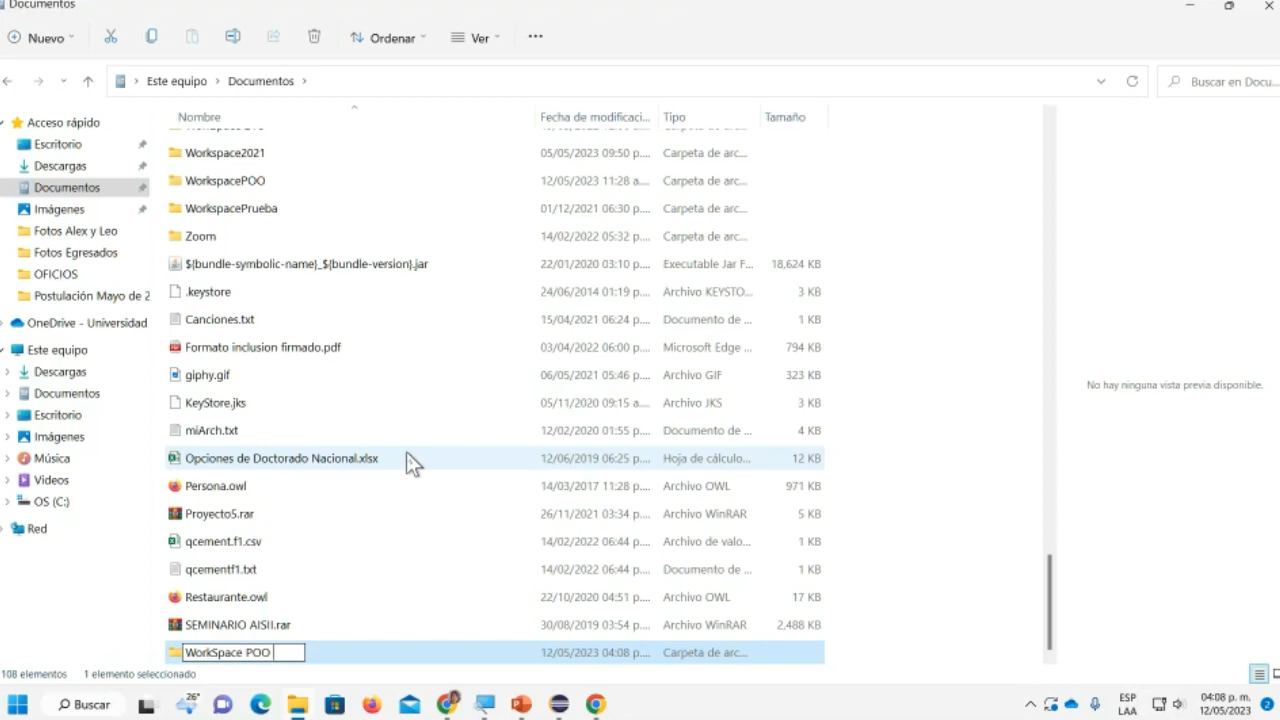 Documentos
Nuevo
Ordenar
Ver
Este equipo
Documentos
Buscar en Docu...
Nombre
Fecha de modificaci...
Tipo
Tamaño
Workspace2021 05/05/2023 09:50 p.... Carpeta de arc...
WorkspacePOO 12/05/2023 11:28 a.... Carpeta de arc...
WorkspacePrueba 01/12/2021 06:30 p.... Carpeta de arc...
Zoom 14/02/2022 05:32 p.... Carpeta de arc...
${bundle-symbolic-name}_${bundle-version}.jar 22/01/2020 03:10 p.... Executable Jar F... 18,624 KB
.keystore 24/06/2014 01:19 p.... Archivo KEYSTO... 3 KB
Canciones.txt 15/04/2021 06:24 p.... Documento de ... 1 KB
Formato inclusion firmado.pdf 03/04/2022 06:00 p.... Microsoft Edge ... 794 KB
giphy.gif 06/05/2021 05:46 p.... Archivo GIF 323 KB
KeyStore.jks 05/11/2020 09:15 a.... Archivo JKS 3 KB
miArch.txt 12/02/2020 01:55 p.... Documento de ... 4 KB
Opciones de Doctorado Nacional.xlsx 12/06/2019 06:25 p.... Hoja de cálculo... 12 KB
Persona.owl 14/03/2017 11:28 p.... Archivo OWL 971 KB
Proyecto5.rar 26/11/2021 03:34 p.... Archivo WinRAR 5 KB
qcement.f1.csv 14/02/2022 06:44 p.... Archivo de valo... 1 KB
qcementf1.txt 14/02/2022 06:44 p.... Documento de ... 1 KB
Restaurante.owl 22/10/2020 04:51 p.... Archivo OWL 17 KB
SEMINARIO AISII.rar 30/08/2019 03:54 p.... Archivo WinRAR 2,488 KB
WorkSpace POO 12/05/2023 04:08 p.... Carpeta de arc...
Acceso rápido
Escritorio
Descargas
Documentos
Imágenes
Fotos Alex y Leo
Fotos Egresados
OFICIOS
Postulación Mayo de 2
OneDrive - Universidad
Este equipo
Descargas
Documentos
Escritorio
Imágenes
Música
Videos
OS (C:)
Red
No hay ninguna vista previa disponible.
108 elementos 1 elemento seleccionado
Buscar
26°
ESP
LAA
04:08 p. m.
12/05/2023
2